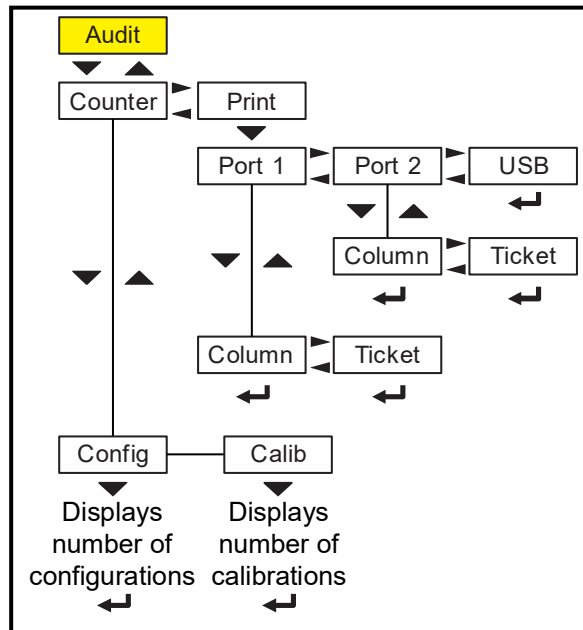 Audit
Counter
Print
Port 1
Port 2
USB
Column
Ticket
Column
Ticket
Config
Calib
Displays
number of
configurations
Displays
number of
calibrations